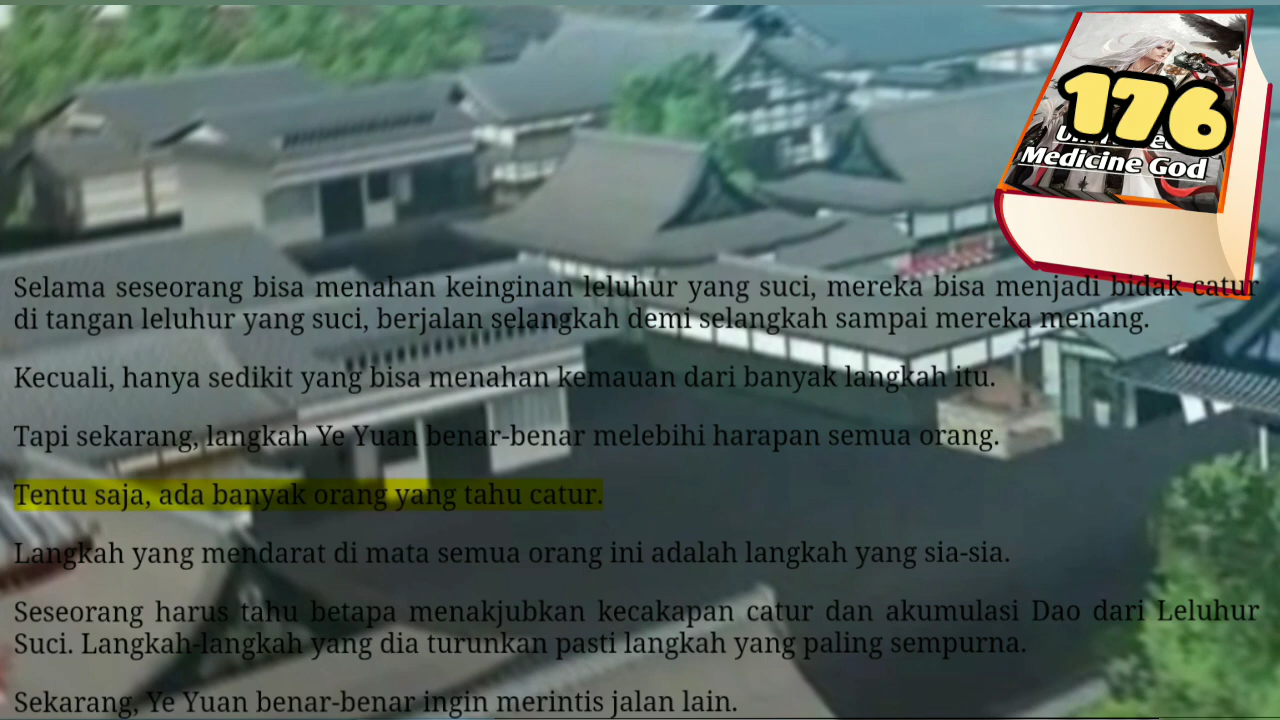 176
Medicine God
Selama seseorang bisa menahan keinginan leluhur yang suci, mereka bisa menjadi bidak catur
di tangan leluhur yang suci, berjalan selangkah demi selangkah sampai mereka menang.
Kecuali, hanya sedikit yang bisa menahan kemauan dari banyak langkah itu.
Tapi sekarang, langkah Ye Yuan benar-benar melebihi harapan semua orang.
Tentu saja, ada banyak orang yang tahu catur.
Langkah yang mendarat di mata semua orang ini adalah langkah yang sia-sia.
Seseorang harus tahu betapa menakjubkan kecakapan catur dan akumulasi Dao dari Leluhur
Suci. Langkah-langkah yang dia turunkan pasti langkah yang paling sempurna.
Sekarang, Ye Yuan benar-benar ingin merintis jalan lain.